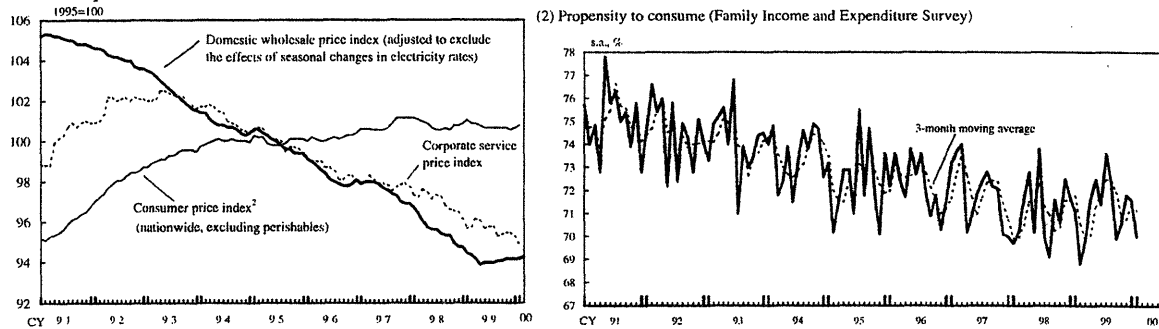 1995=100
106
104
102
100
98
96
94
92
Domestic wholesale price index (adjusted to exclude
the effects of seasonal changes in electricity rates)
Corporate service
price index
Consumer price index²
(nationwide, excluding perishables)
CY 91 92 93 94 95 96 97 98 99 00
(2) Propensity to consume (Family Income and Expenditure Survey)
s.a., %
78
77
76
75
74
73
72
71
70
69
68
67
3-month moving average
CY 91 92 93 94 95 96 97 98 99 00